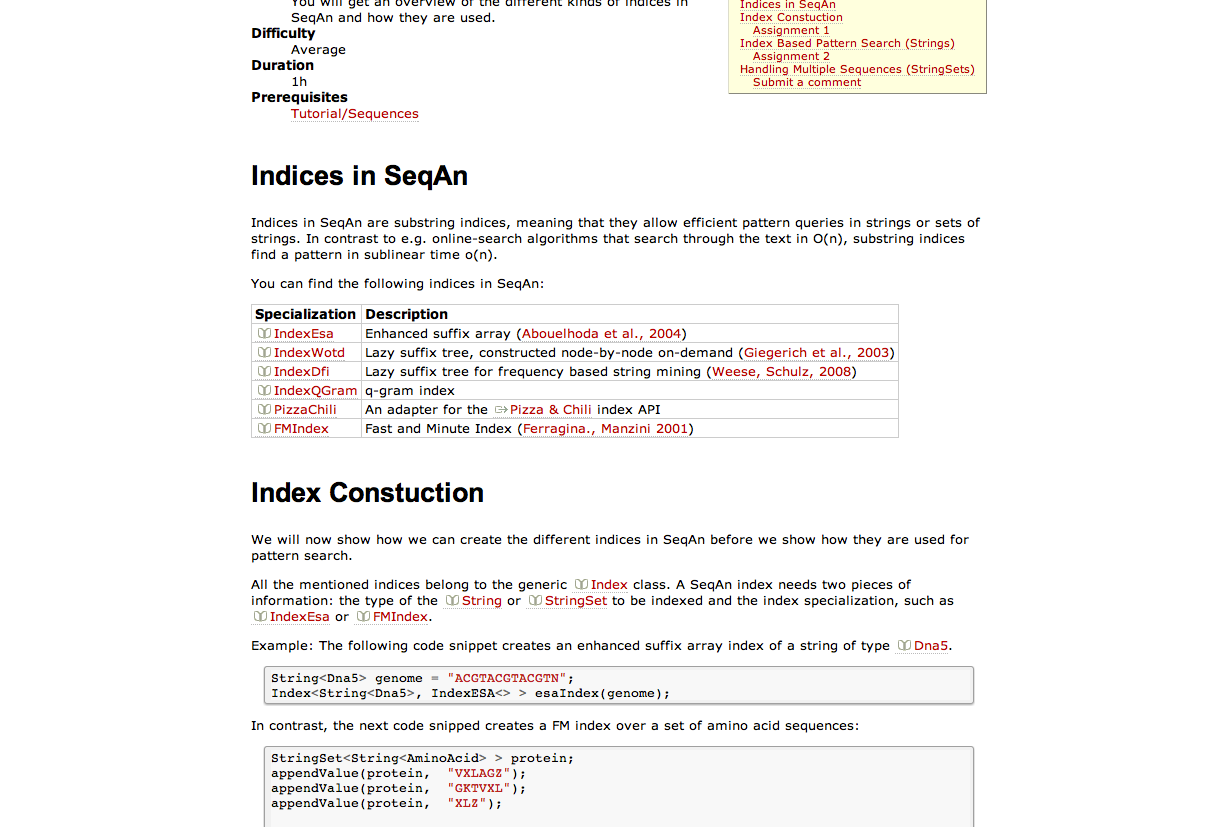 You will get an overview of the different kinds of indices in
SeqAn and how they are used.
Difficulty
Average
Duration
1h
Prerequisites
Tutorial/Sequences
Indices in SeqAn
Index Constuction
Assignment 1
Index Based Pattern Search (Strings)
Assignment 2
Handling Multiple Sequences (StringSets)
Submit a comment
Indices in SeqAn
Indices in SeqAn are substring indices, meaning that they allow efficient pattern queries in strings or sets of
strings. In contrast to e.g. online-search algorithms that search through the text in O(n), substring indices
find a pattern in sublinear time o(n).
You can find the following indices in SeqAn:
Specialization Description
IndexEsa Enhanced suffix array (Abouelhoda et al., 2004)
IndexWotd Lazy suffix tree, constructed node-by-node on-demand (Giegerich et al., 2003)
IndexDfi Lazy suffix tree for frequency based string mining (Weese, Schulz, 2008)
IndexQGram q-gram index
PizzaChili An adapter for the Pizza & Chili index API
FMIndex Fast and Minute Index (Ferragina., Manzini 2001)
Index Constuction
We will now show how we can create the different indices in SeqAn before we show how they are used for
pattern search.
All the mentioned indices belong to the generic Index class. A SeqAn index needs two pieces of
information: the type of the String or StringSet to be indexed and the index specialization, such as
IndexEsa or FMIndex.
Example: The following code snippet creates an enhanced suffix array index of a string of type Dna5.
String<Dna5> genome = "ACGTACGTACGTN";
Index<String<Dna5>, IndexESA<> > esaIndex(genome);
In contrast, the next code snipped creates a FM index over a set of amino acid sequences:
StringSet<String<AminoAcid> > protein;
appendValue(protein, "VXLAGZ");
appendValue(protein, "GKTVXL");
appendValue(protein, "XLZ");